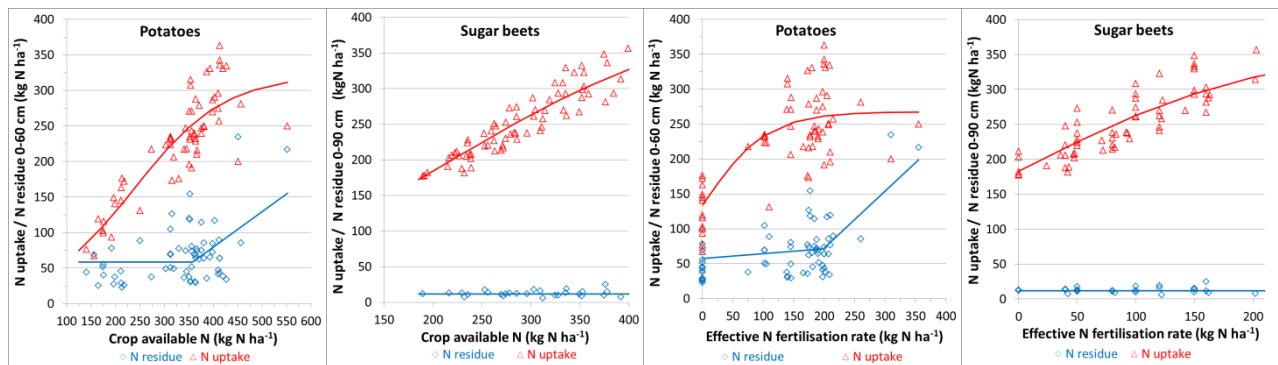 Potatoes
N uptake / N residue 0-60 cm (kg N ha-1)
400
350
300
250
200
150
100
50
0
100 150 200 250 300 350 400 450 500 550 600
Crop available N (kg N ha-1)
N residue N uptake
Sugar beets
N uptake / N residue 0-90 cm (kgN ha-1)
400
350
300
250
200
150
100
50
0
150 200 250 300 350 400
Crop available N (kg N ha-1)
N residue N uptake
Potatoes
N uptake / N residue 0-60 cm (kg N ha-1)
400
350
300
250
200
150
100
50
0
0 50 100 150 200 250 300 350 400
Effective N fertilisation rate (kg N ha-1)
N residue N uptake
Sugar beets
N uptake / N residue 0-90 cm (kgN ha-1)
400
350
300
250
200
150
100
50
0
0 50 100 150 200
Effective N fertilisation rate (kg N ha-1)
N residue N uptake